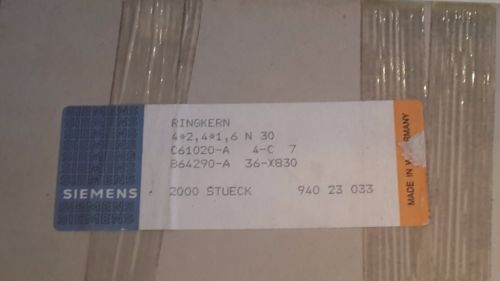 RINGKERN
4*2,4*1,6 N 30
C61020-A 4-C 7
B64290-A 36-X830
SIEMENS
2000 STUECK 940 23 033
MADE IN W. GERMANY